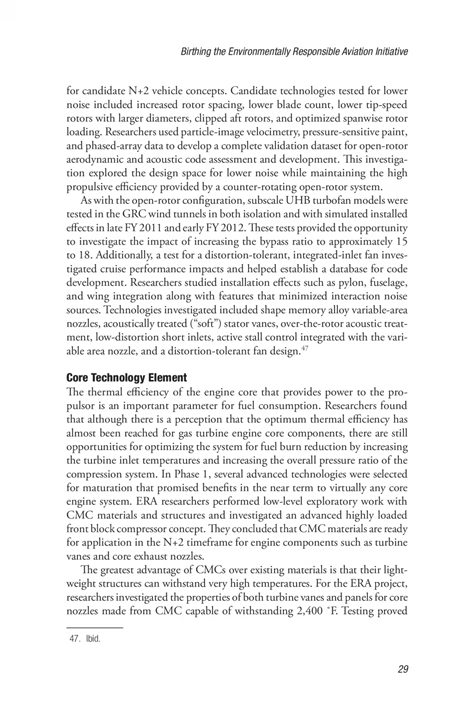 Birthing the Environmentally Responsible Aviation Initiative
for candidate N+2 vehicle concepts. Candidate technologies tested for lower
noise included increased rotor spacing, lower blade count, lower tip-speed
rotors with larger diameters, clipped aft rotors, and optimized spanwise rotor
loading. Researchers used particle-image velocimetry, pressure-sensitive paint,
and phased-array data to develop a complete validation dataset for open-rotor
aerodynamic and acoustic code assessment and development. This investiga-
tion explored the design space for lower noise while maintaining the high
propulsive efficiency provided by a counter-rotating open-rotor system.
As with the open-rotor configuration, subscale UHB turbofan models were
tested in the GRC wind tunnels in both isolation and with simulated installed
effects in late FY 2011 and early FY 2012. These tests provided the opportunity
to investigate the impact of increasing the bypass ratio to approximately 15
to 18. Additionally, a test for a distortion-tolerant, integrated-inlet fan inves-
tigated cruise performance impacts and helped establish a database for code
development. Researchers studied installation effects such as pylon, fuselage,
and wing integration along with features that minimized interaction noise
sources. Technologies investigated included shape memory alloy variable-area
nozzles, acoustically treated (“soft”) stator vanes, over-the-rotor acoustic treat-
ment, low-distortion short inlets, active stall control integrated with the vari-
able area nozzle, and a distortion-tolerant fan design.47
Core Technology Element
The thermal efficiency of the engine core that provides power to the pro-
pulsor is an important parameter for fuel consumption. Researchers found
that although there is a perception that the optimum thermal efficiency has
almost been reached for gas turbine engine core components, there are still
opportunities for optimizing the system for fuel burn reduction by increasing
the turbine inlet temperatures and increasing the overall pressure ratio of the
compression system. In Phase 1, several advanced technologies were selected
for maturation that promised benefits in the near term to virtually any core
engine system. ERA researchers performed low-level exploratory work with
CMC materials and structures and investigated an advanced highly loaded
front block compressor concept. They concluded that CMC materials are ready
for application in the N+2 timeframe for engine components such as turbine
vanes and core exhaust nozzles.
The greatest advantage of CMCs over existing materials is that their light-
weight structures can withstand very high temperatures. For the ERA project,
researchers investigated the properties of both turbine vanes and panels for core
nozzles made from CMC capable of withstanding 2,400 ˚F. Testing proved
47. Ibid.
29